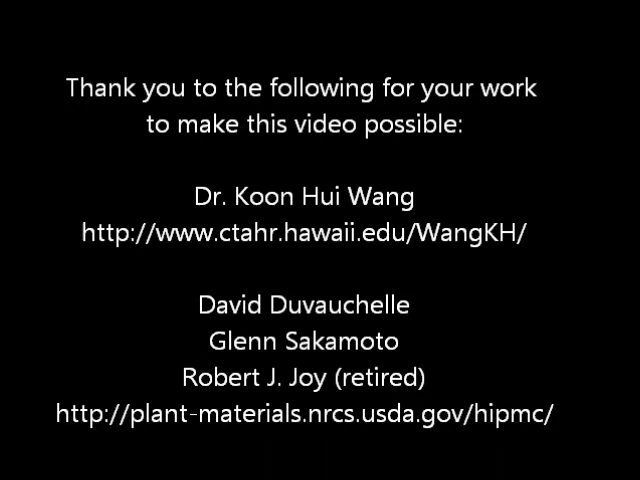 Thank you to the following for your work
to make this video possible:
Dr. Koon Hui Wang
http://www.ctahr.hawaii.edu/WangKH/
David Duvauchelle
Glenn Sakamoto
Robert J. Joy (retired)
http://plant-materials.nrcs.usda.gov/hipmc/